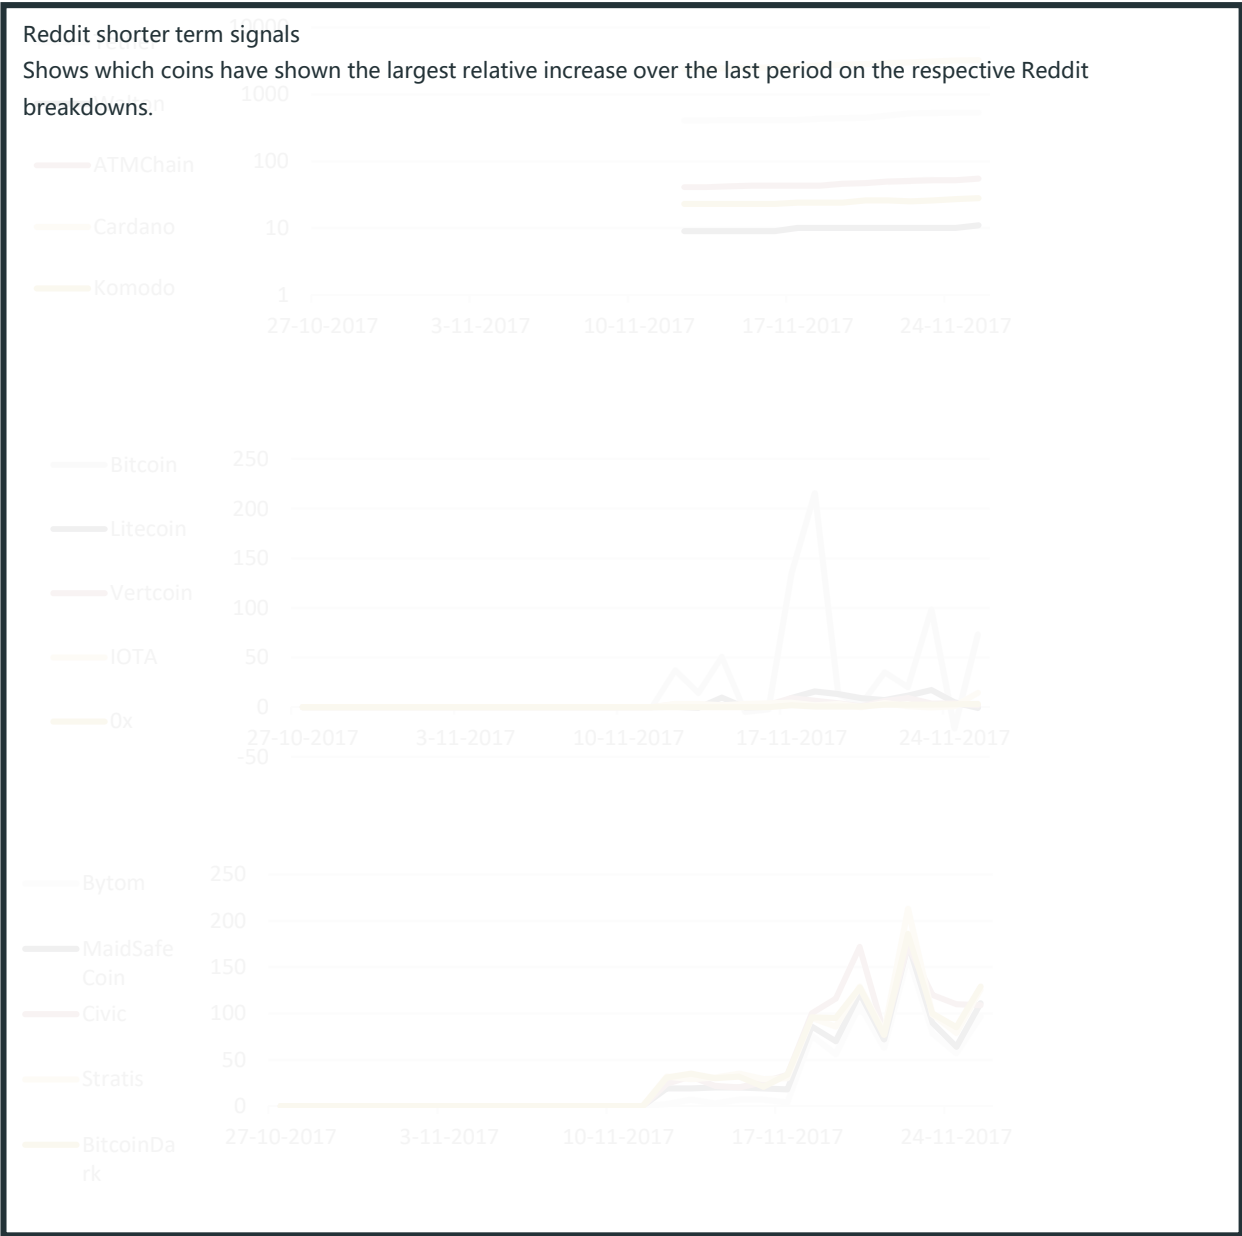 Reddit shorter term signals
Shows which coins have shown the largest relative increase over the last period on the respective Reddit
breakdowns.
10000
1000
ATMChain
100
Cardano
10
Komodo
1
27-10-2017 3-11-2017 10-11-2017 17-11-2017 24-11-2017
Bitcoin
250
200
Litecoin
150
Vertcoin
100
IOTA
50
0
0x
27-10-2017 3-11-2017 10-11-2017 17-11-2017 24-11-2017
-50
Bytom
250
200
MaidSafe
Coin
150
Civic
100
Stratis
50
0
BitcoinDa
rk
27-10-2017 3-11-2017 10-11-2017 17-11-2017 24-11-2017